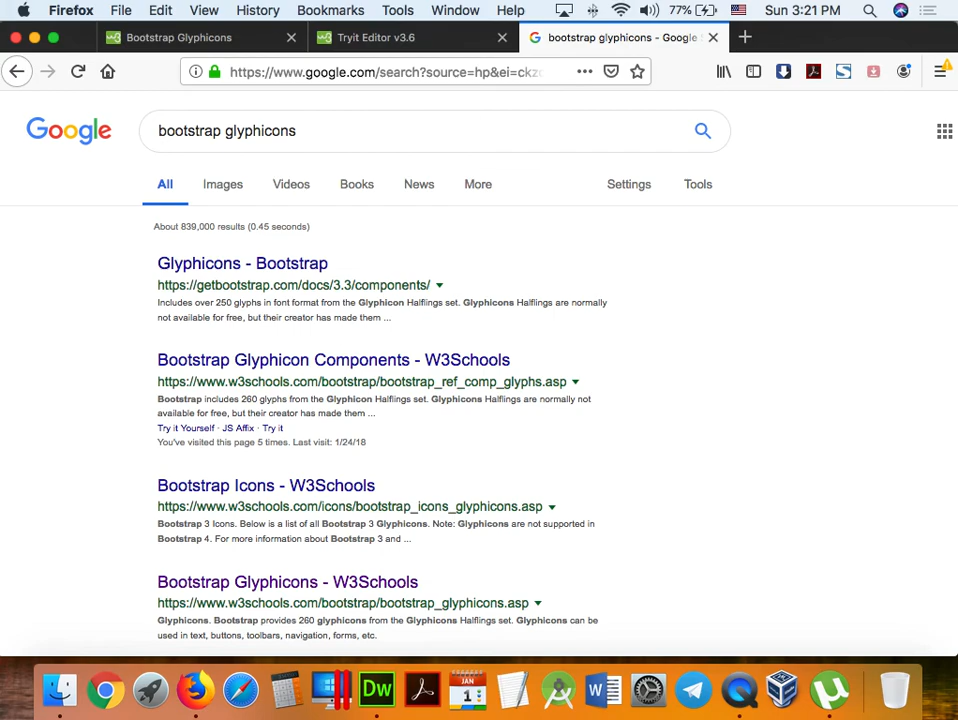 Firefox File Edit View History Bookmarks Tools Window Help 77% Sun 3:21 PM
Bootstrap Glyphicons
Tryit Editor v3.6
bootstrap glyphicons - Google S
https://www.google.com/search?source=hp&ei=ckzc
Google
bootstrap glyphicons
All Images Videos Books News More Settings Tools
About 839,000 results (0.45 seconds)
Glyphicons - Bootstrap
https://getbootstrap.com/docs/3.3/components/
Includes over 250 glyphs in font format from the Glyphicon Halflings set. Glyphicons Halflings are normally
not available for free, but their creator has made them ...
Bootstrap Glyphicon Components - W3Schools
https://www.w3schools.com/bootstrap/bootstrap_ref_comp_glyphs.asp
Bootstrap includes 260 glyphs from the Glyphicon Halflings set. Glyphicons Halflings are normally not
available for free, but their creator has made them ...
Try it Yourself · JS Affix · Try it
You've visited this page 5 times. Last visit: 1/24/18
Bootstrap Icons - W3Schools
https://www.w3schools.com/icons/bootstrap_icons_glyphicons.asp
Bootstrap 3 Icons. Below is a list of all Bootstrap 3 Glyphicons. Note: Glyphicons are not supported in
Bootstrap 4. For more information about Bootstrap 3 and ...
Bootstrap Glyphicons - W3Schools
https://www.w3schools.com/bootstrap/bootstrap_glyphicons.asp
Glyphicons. Bootstrap provides 260 glyphicons from the Glyphicons Halflings set. Glyphicons can be
used in text, buttons, toolbars, navigation, forms, etc.
Dw
JAN
1
W